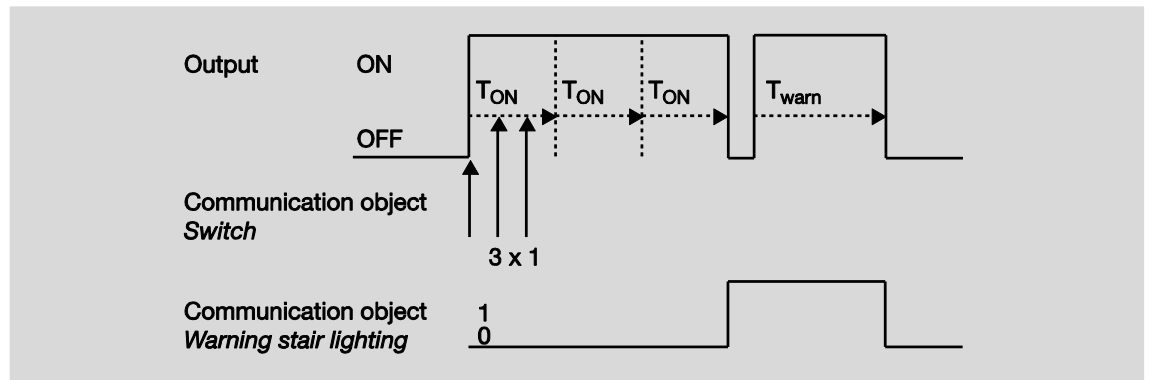 Output ON
T_ON T_ON T_ON T_warn
OFF
Communication object
Switch
3 x 1
Communication object 1
Warning stair lighting 0